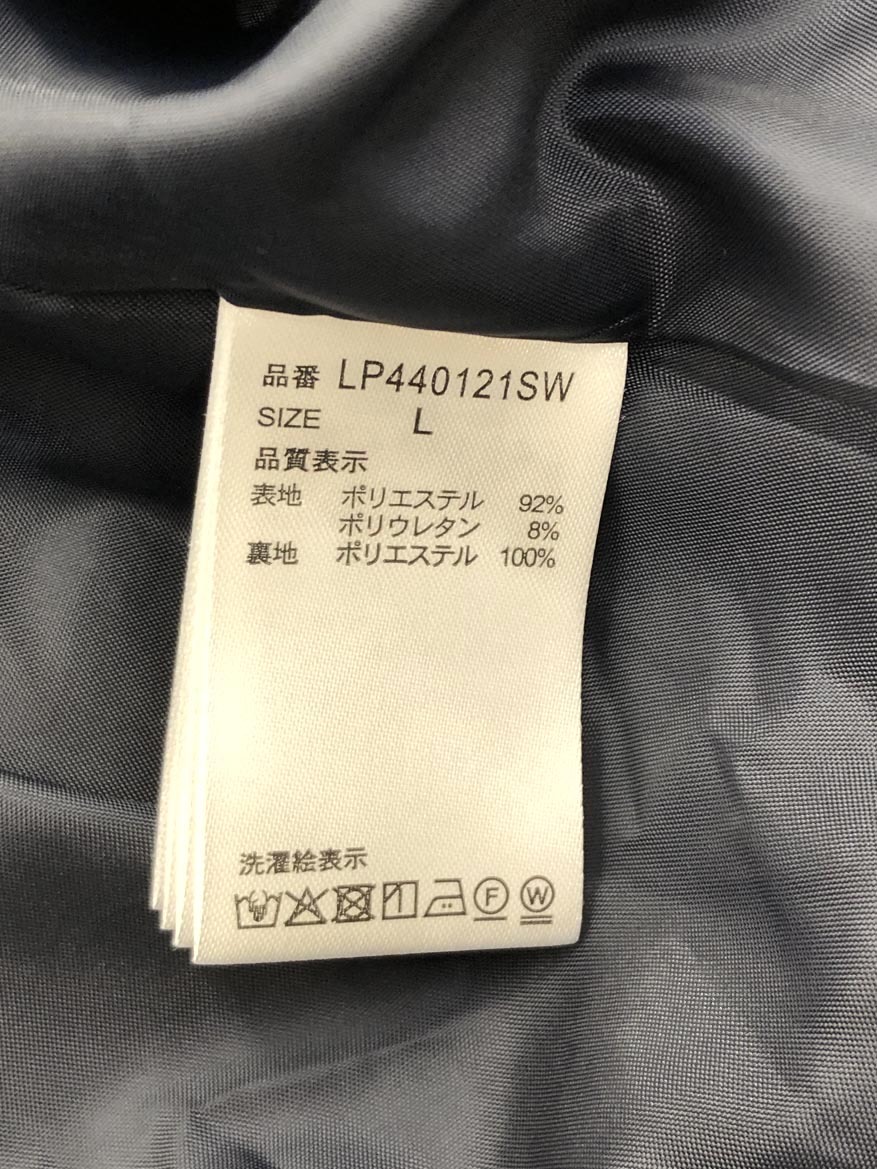 品番 LP440121SW
SIZE L
品質表示
表地 ポリエステル 92%
ポリウレタン 8%
裏地 ポリエステル 100%
洗濯絵表示
F W